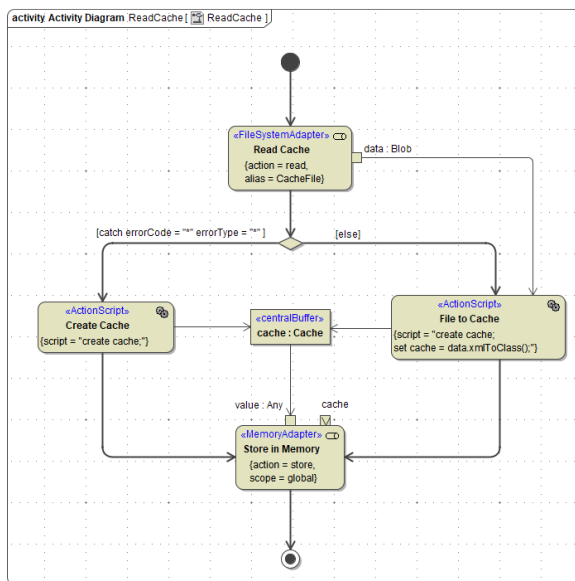 activity Activity Diagram ReadCache [ ReadCache ]
«FileSystemAdapter»
Read Cache
{action = read,
alias = CacheFile}
data : Blob
[catch errorCode = "*" errorType = "*" ]
[else]
«ActionScript»
Create Cache
{script = "create cache;"}
«centralBuffer»
cache : Cache
«ActionScript»
File to Cache
{script = "create cache;
set cache = data.xmlToClass();"}
value : Any
cache
«MemoryAdapter»
Store in Memory
{action = store,
scope = global}